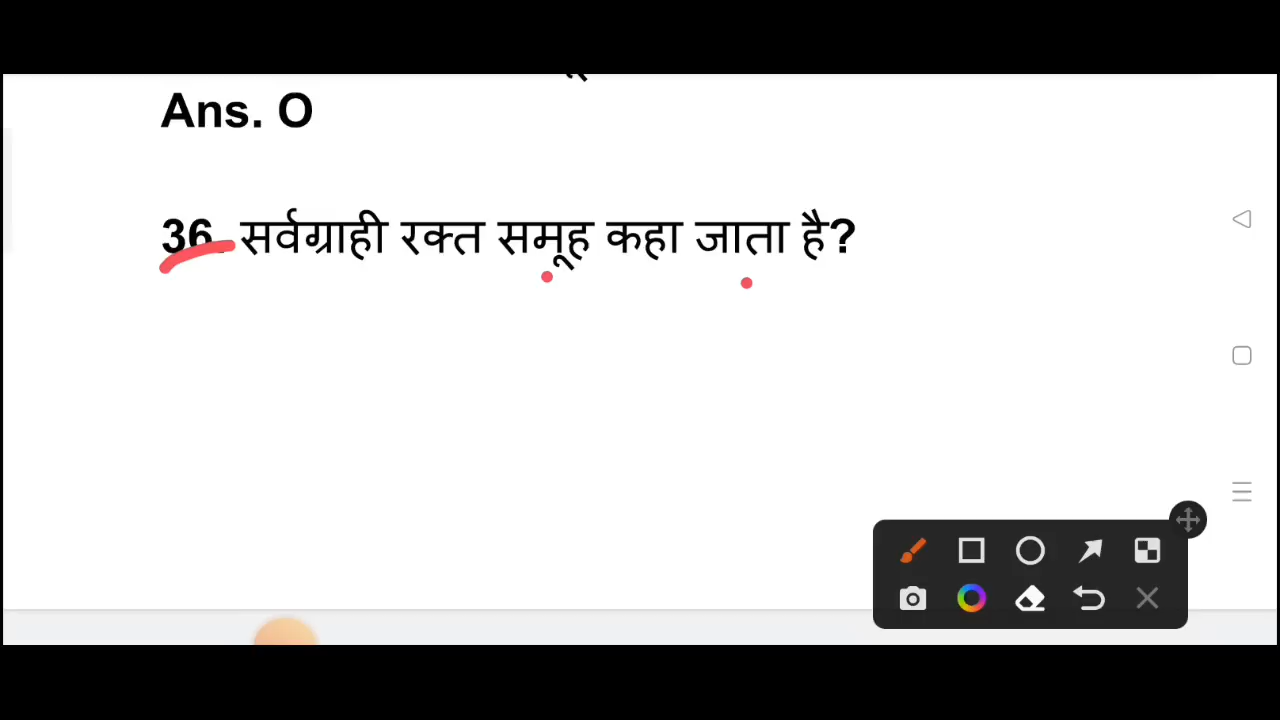 Ans. O
36. सर्वग्राही रक्त समूह कहा जाता है?